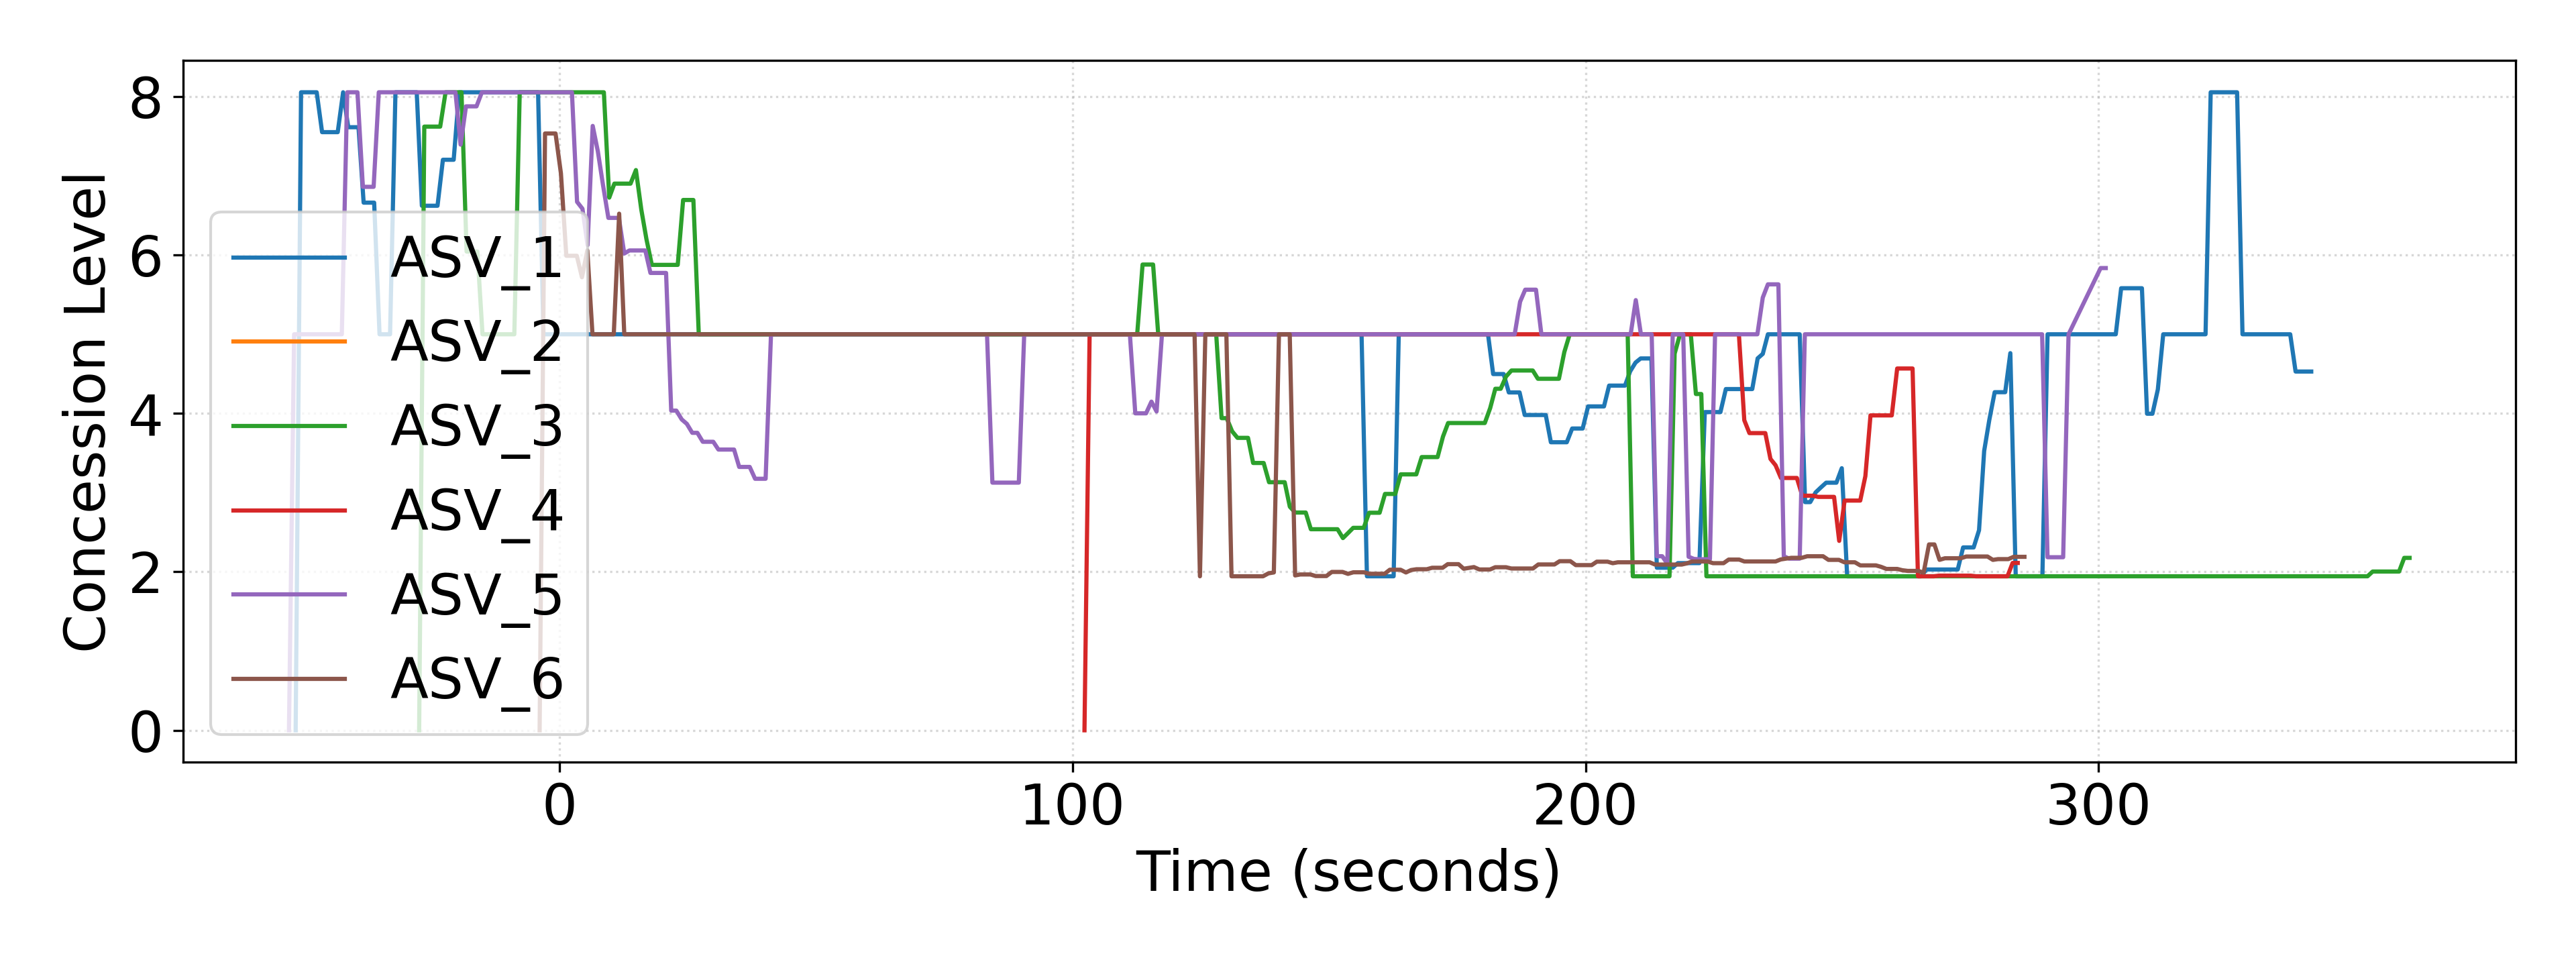 8
6
4
2
0
Concession Level
ASV_1
ASV_2
ASV_3
ASV_4
ASV_5
ASV_6
0 100 200 300
Time (seconds)